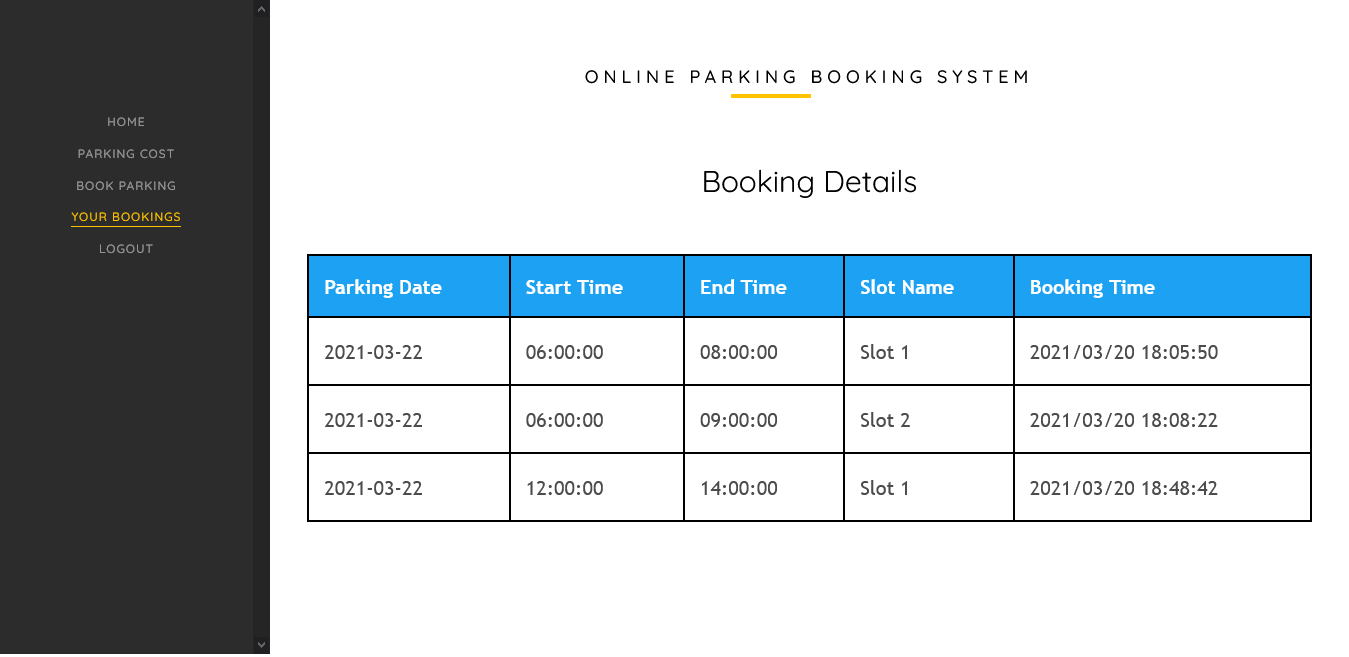 HOME
PARKING COST
BOOK PARKING
YOUR BOOKINGS
LOGOUT
ONLINE PARKING BOOKING SYSTEM
Booking Details
Parking Date Start Time End Time Slot Name Booking Time
2021-03-22 06:00:00 08:00:00 Slot 1 2021/03/20 18:05:50
2021-03-22 06:00:00 09:00:00 Slot 2 2021/03/20 18:08:22
2021-03-22 12:00:00 14:00:00 Slot 1 2021/03/20 18:48:42